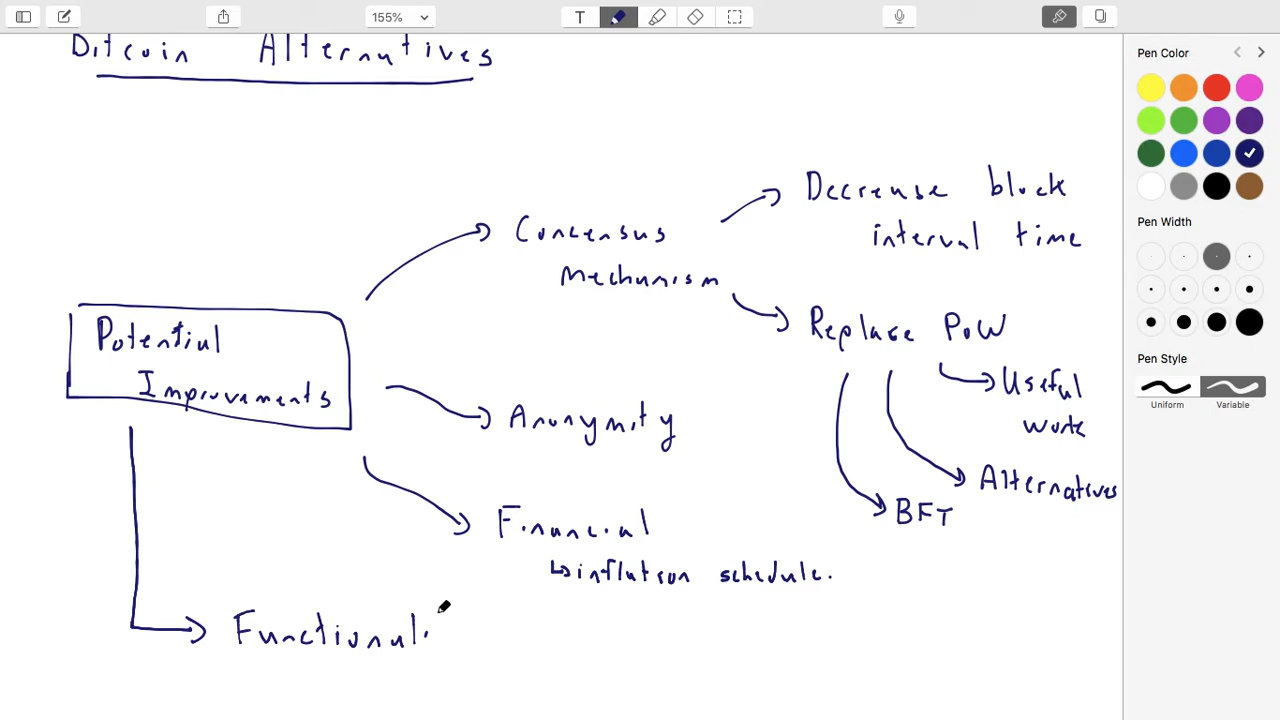 155%
T
Bitcoin Alternatives
Pen Color
Decrease block
interval time
Concensus
Mechanism
Pen Width
Replace PoW
Potential
Improvements
Useful
work
Pen Style
Uniform
Variable
Anonymity
Alternatives
BFT
Financial
inflation schedule.
Functionali